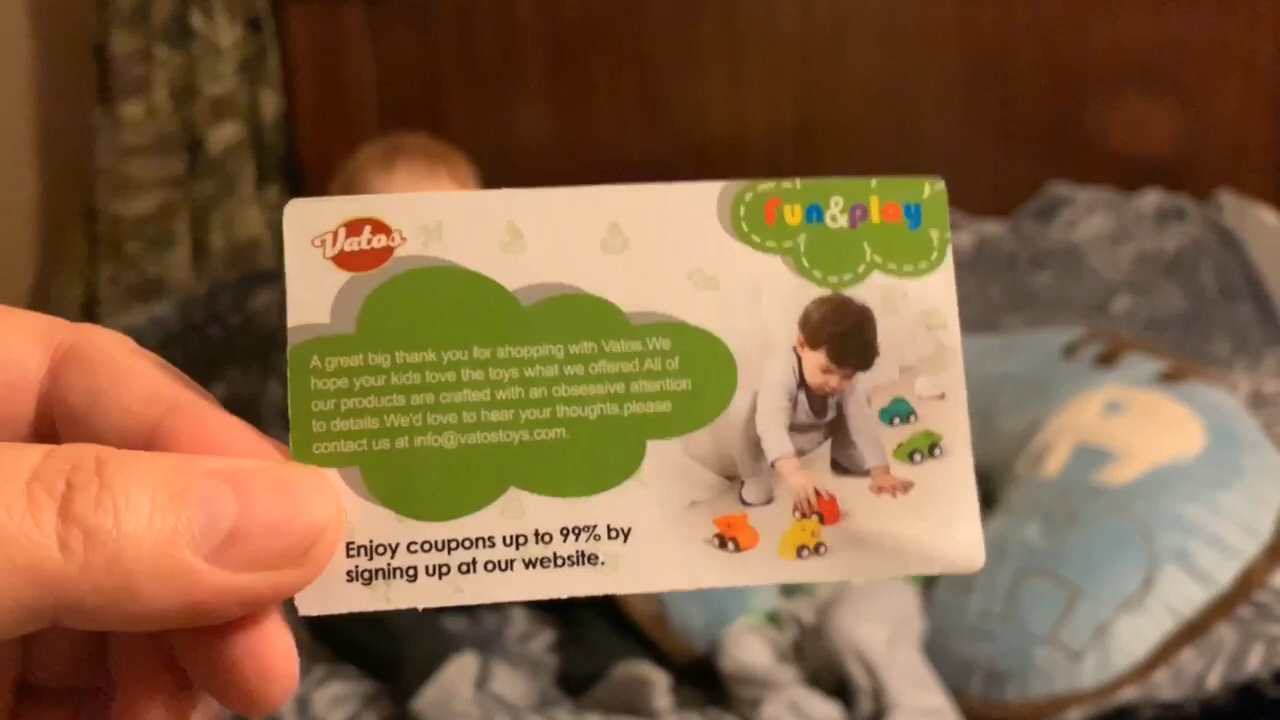 Vatos
fun&play
A great big thank you for shopping with Vatos.We
hope your kids love the toys what we offered.All of
our products are crafted with an obsessive attention
to details.We'd love to hear your thoughts,please
contact us at info@vatostoys.com.
Enjoy coupons up to 99% by
signing up at our website.